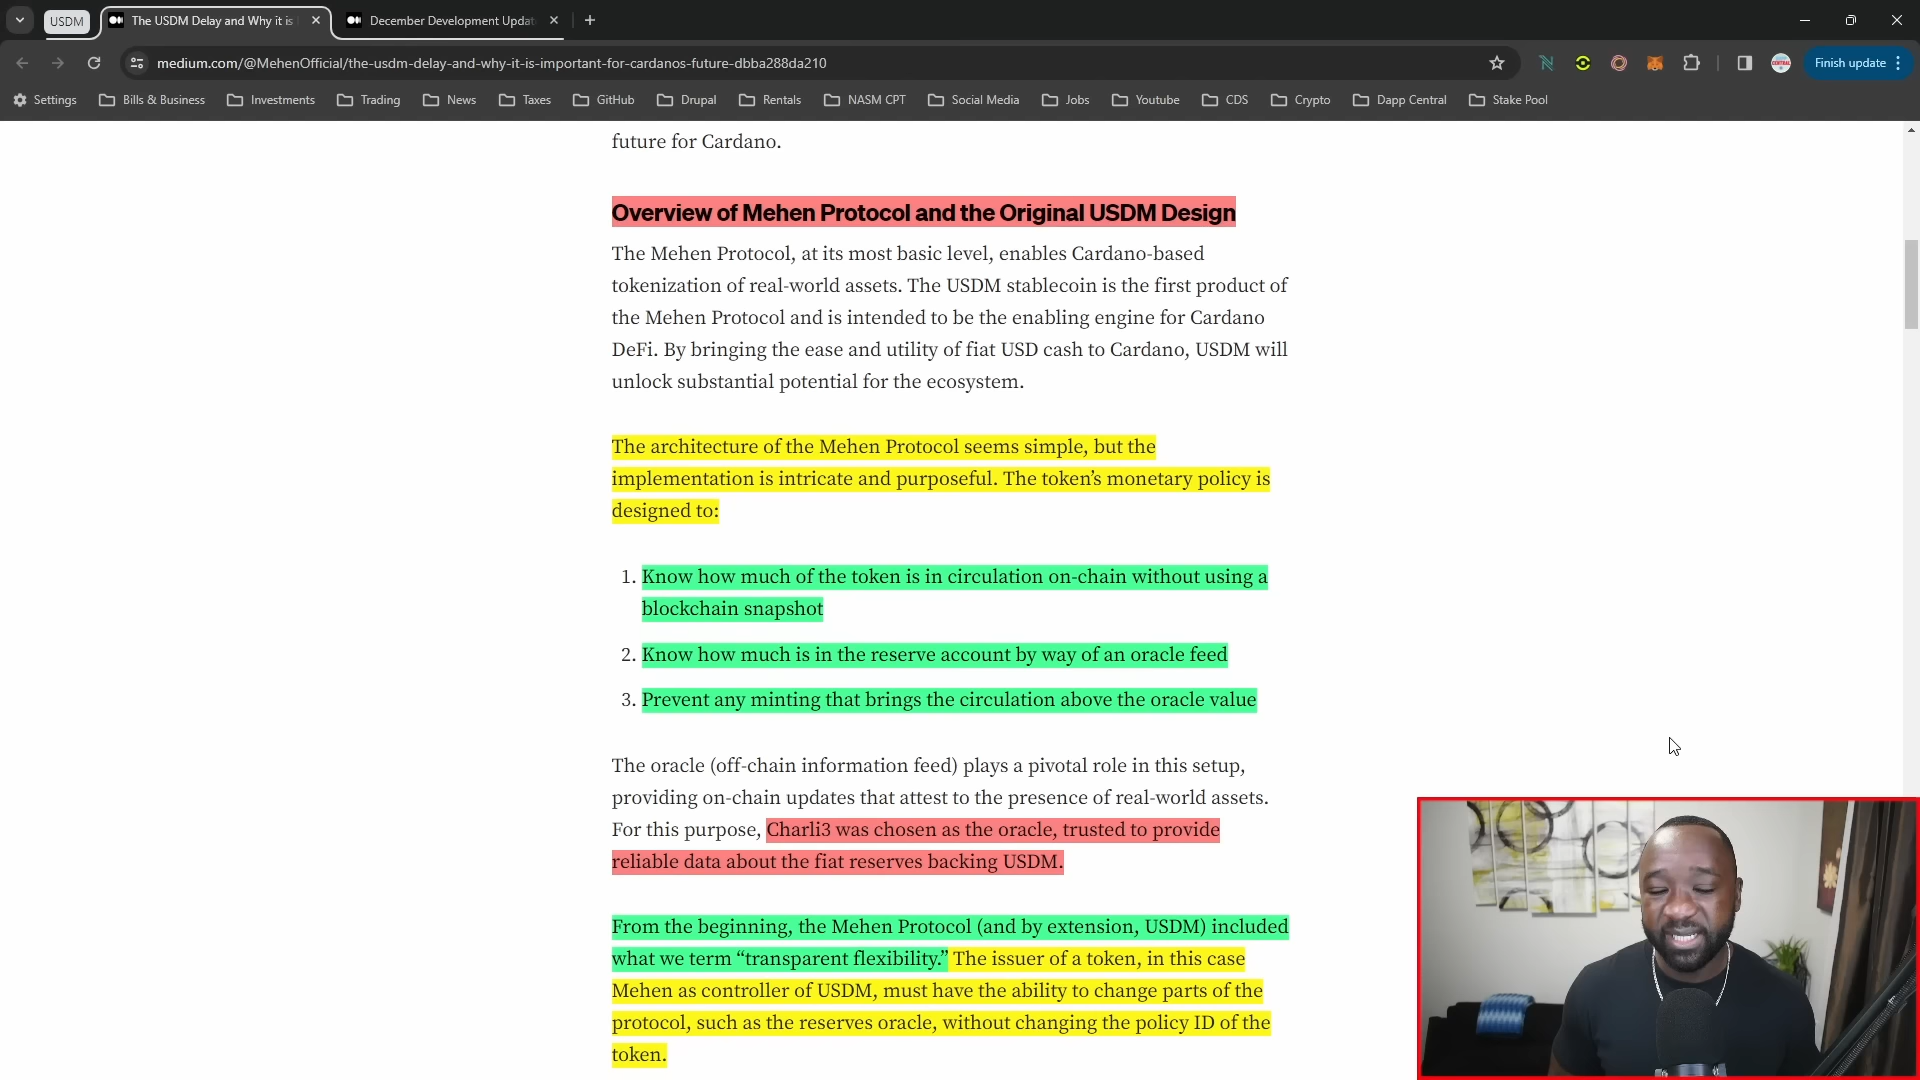 USDM
The USDM Delay and Why it is
December Development Updat
medium.com/@MehenOfficial/the-usdm-delay-and-why-it-is-important-for-cardanos-future-dbba288da210
Finish update
Settings
Bills & Business
Investments
Trading
News
Taxes
GitHub
Drupal
Rentals
NASM CPT
Social Media
Jobs
Youtube
CDS
Crypto
Dapp Central
Stake Pool
future for Cardano.
Overview of Mehen Protocol and the Original USDM Design
The Mehen Protocol, at its most basic level, enables Cardano-based
tokenization of real-world assets. The USDM stablecoin is the first product of
the Mehen Protocol and is intended to be the enabling engine for Cardano
DeFi. By bringing the ease and utility of fiat USD cash to Cardano, USDM will
unlock substantial potential for the ecosystem.
The architecture of the Mehen Protocol seems simple, but the
implementation is intricate and purposeful. The token’s monetary policy is
designed to:
1. Know how much of the token is in circulation on-chain without using a
blockchain snapshot
2. Know how much is in the reserve account by way of an oracle feed
3. Prevent any minting that brings the circulation above the oracle value
The oracle (off-chain information feed) plays a pivotal role in this setup,
providing on-chain updates that attest to the presence of real-world assets.
For this purpose, Charli3 was chosen as the oracle, trusted to provide
reliable data about the fiat reserves backing USDM.
From the beginning, the Mehen Protocol (and by extension, USDM) included
what we term “transparent flexibility.” The issuer of a token, in this case
Mehen as controller of USDM, must have the ability to change parts of the
protocol, such as the reserves oracle, without changing the policy ID of the
token.